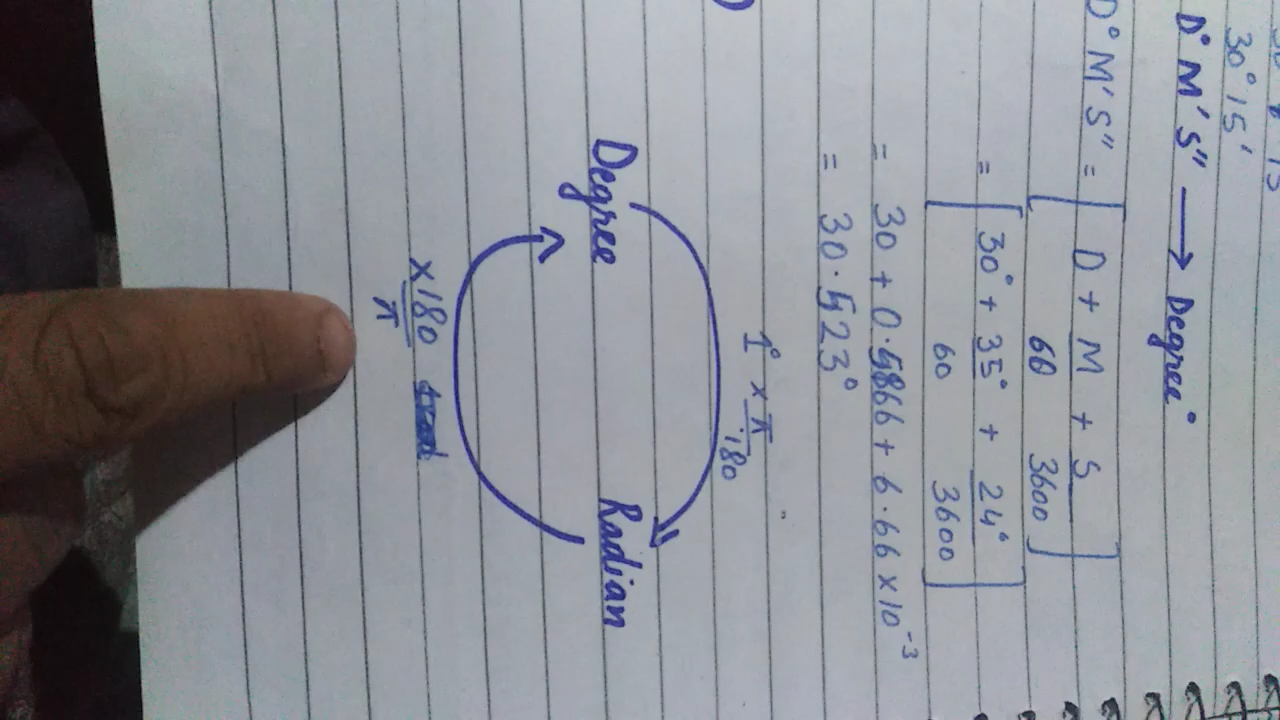 30° 15'
D° M' S" → Degree°
D° M' S" = [ D + M/60 + S/3600 ]
= [ 30° + 35°/60 + 24°/3600 ]
= 30 + 0.5866 + 6.66 × 10⁻³
= 30.523°
1° × π/180
Degree Radian
×180/π